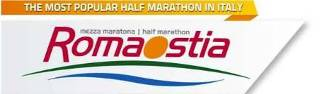 THE MOST POPULAR HALF MARATHON IN ITALY
mezza maratona | half marathon
Romaostia